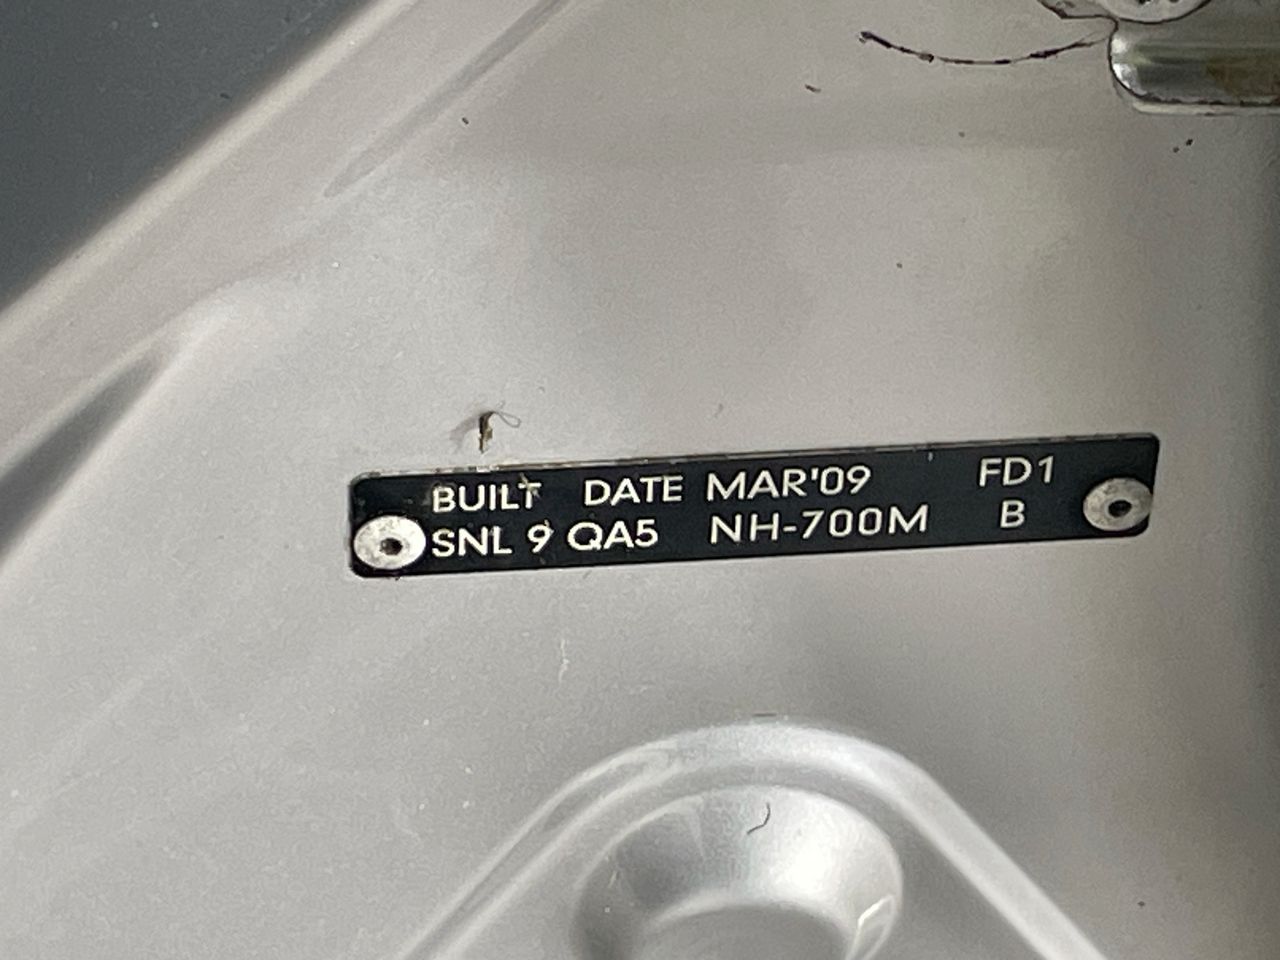 BUILT DATE MAR'09 FD1
SNL 9 QA5 NH-700M B